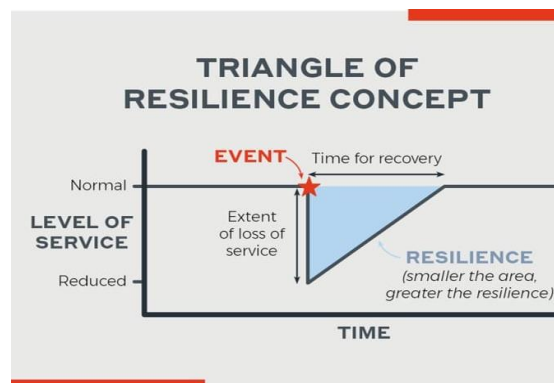 TRIANGLE OF
RESILIENCE CONCEPT
EVENT
Time for recovery
Normal
LEVEL OF
SERVICE
Extent
of loss of
service
Reduced
RESILIENCE
(smaller the area,
greater the resilience)
TIME